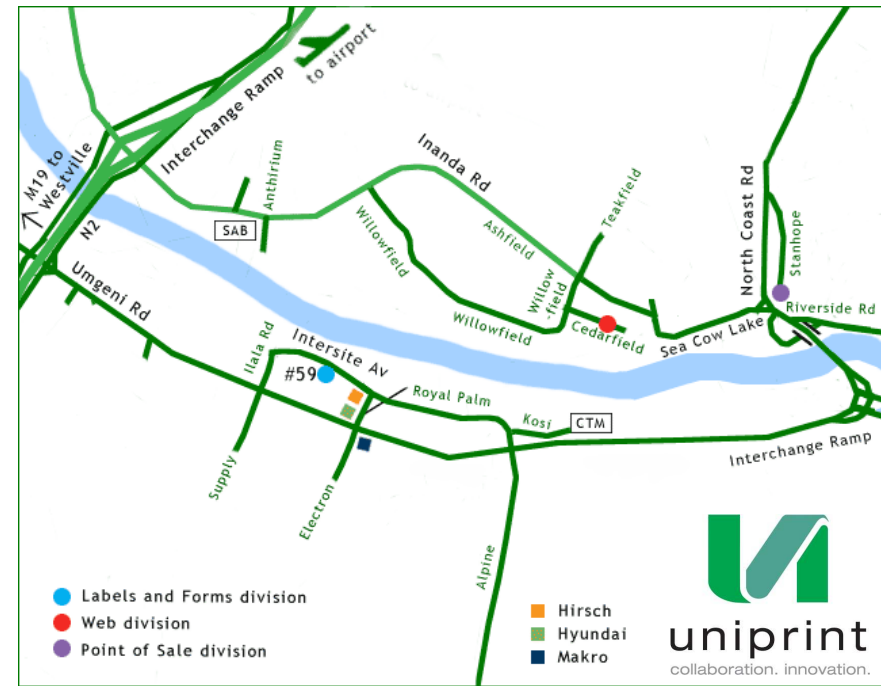 to airport
Interchange Ramp
M19 to
Westville
N2
Anthirium
SAB
Inanda Rd
Willowfield
Ashfield
Teakfield
Willow
-field
Willowfield
Cedarfield
North Coast Rd
Stanhope
Riverside Rd
Sea Cow Lake
Umgeni Rd
Ilala Rd
Intersite Av
#59
Royal Palm
Kosi
CTM
Interchange Ramp
Supply
Electron
Alpine
Labels and Forms division
Web division
Point of Sale division
Hirsch
Hyundai
Makro
uniprint
collaboration. innovation.